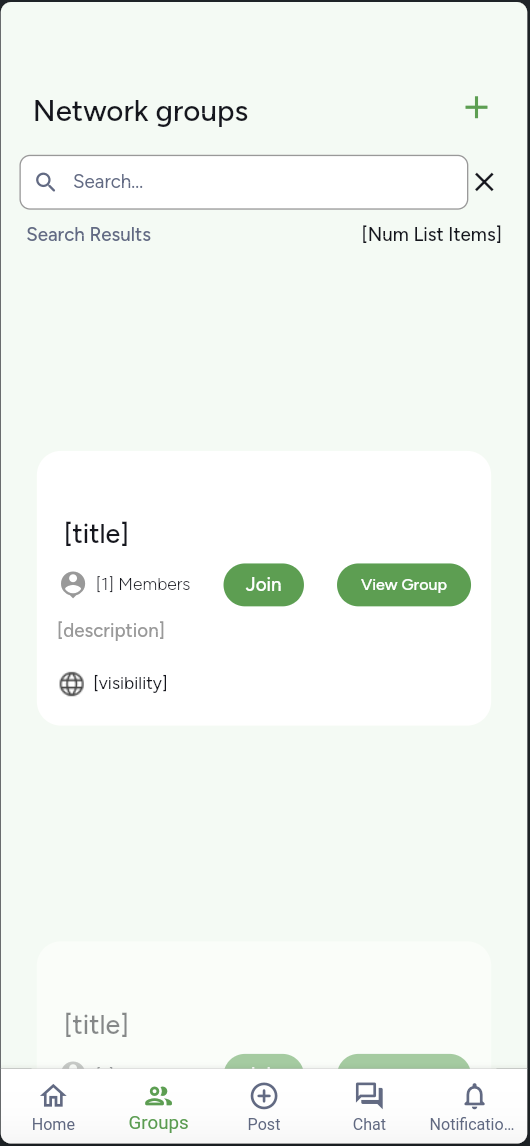 Network groups
Search...
Search Results [Num List Items]
[title]
[1] Members Join View Group
[description]
[visibility]
[title]
Home Groups Post Chat Notificatio...